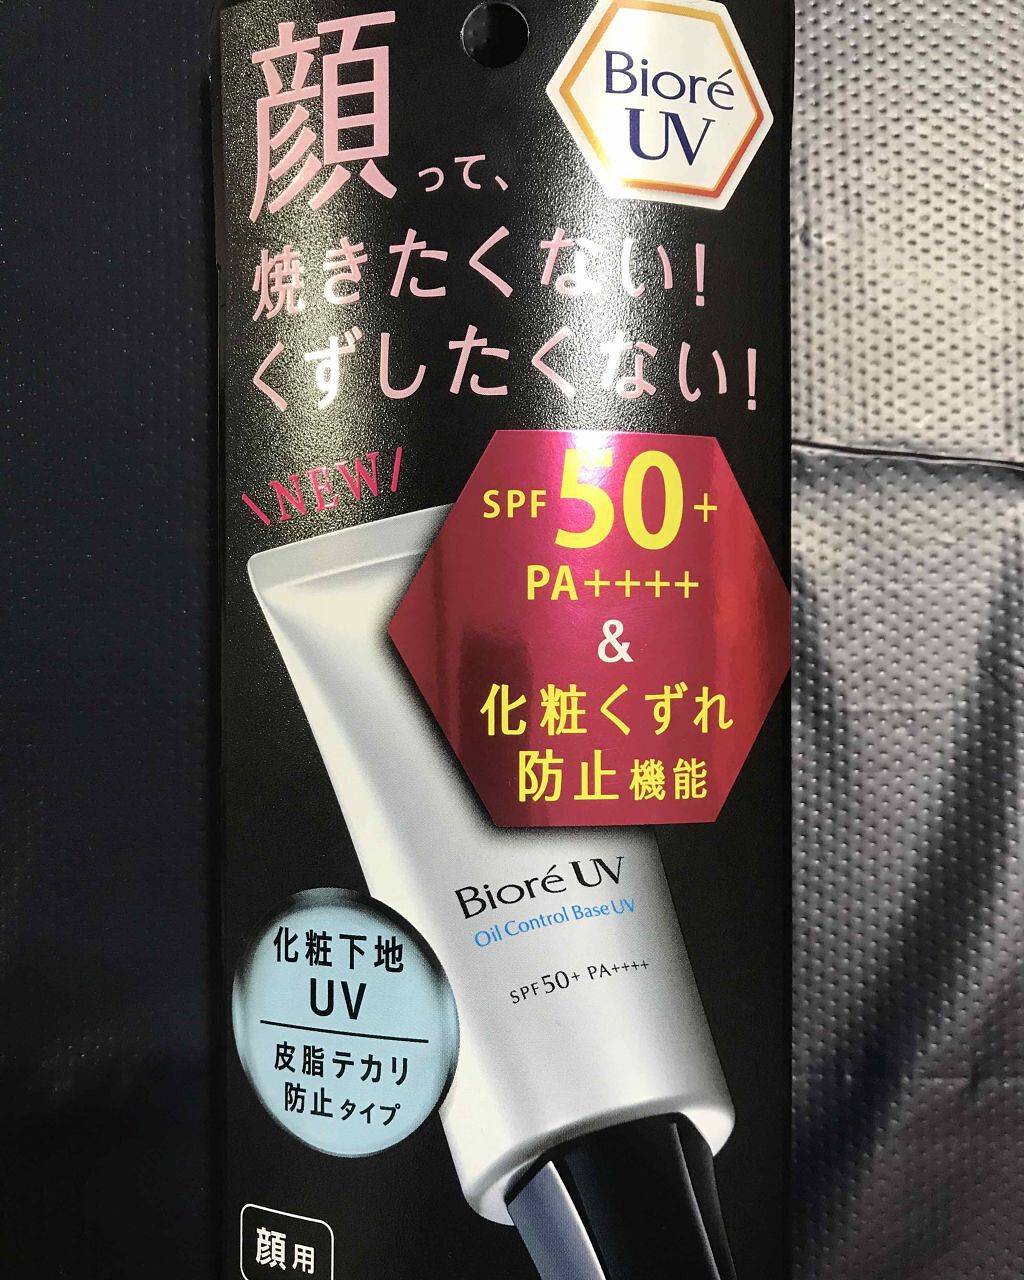 Bioré
UV
顔って、
焼きたくない!
くずしたくない!
\NEW/
SPF50+
PA++++
&
化粧くずれ
防止機能
Bioré UV
Oil Control Base UV
SPF50+ PA++++
化粧下地
UV
皮脂テカリ
防止タイプ
顔用